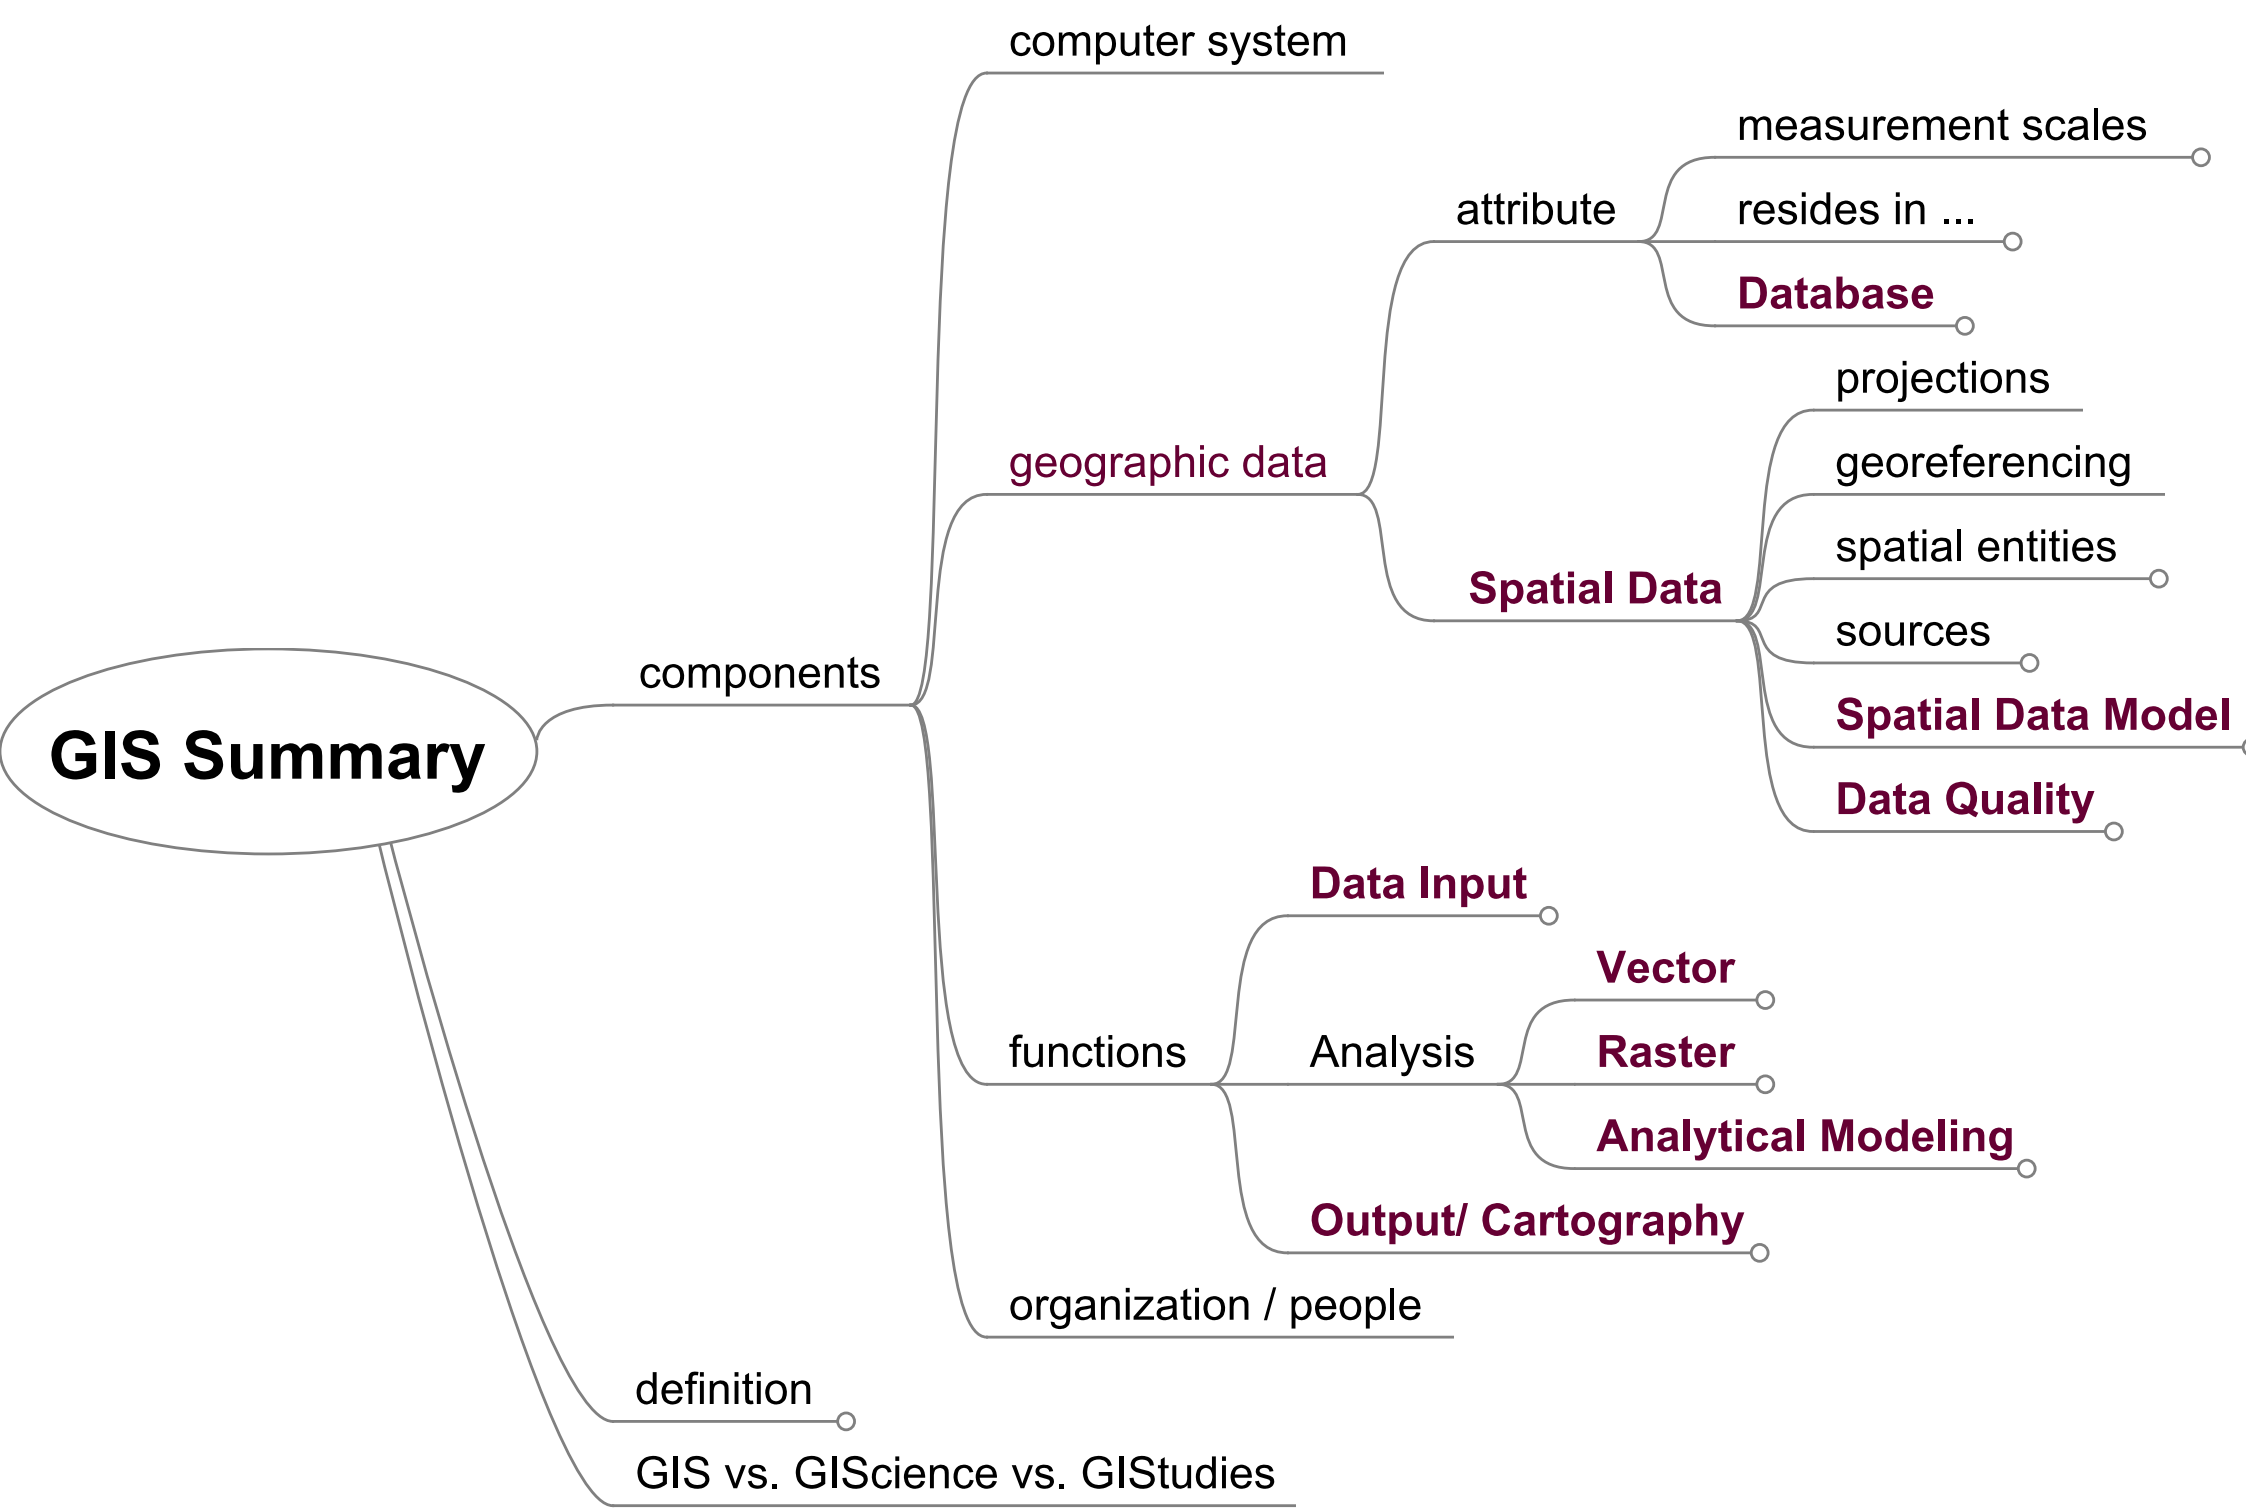 computer system
measurement scales
attribute
resides in ...
Database
projections
geographic data
georeferencing
spatial entities
Spatial Data
sources
components
Spatial Data Model
GIS Summary
Data Quality
Data Input
Vector
functions
Analysis
Raster
Analytical Modeling
Output/ Cartography
organization / people
definition
GIS vs. GIScience vs. GIStudies